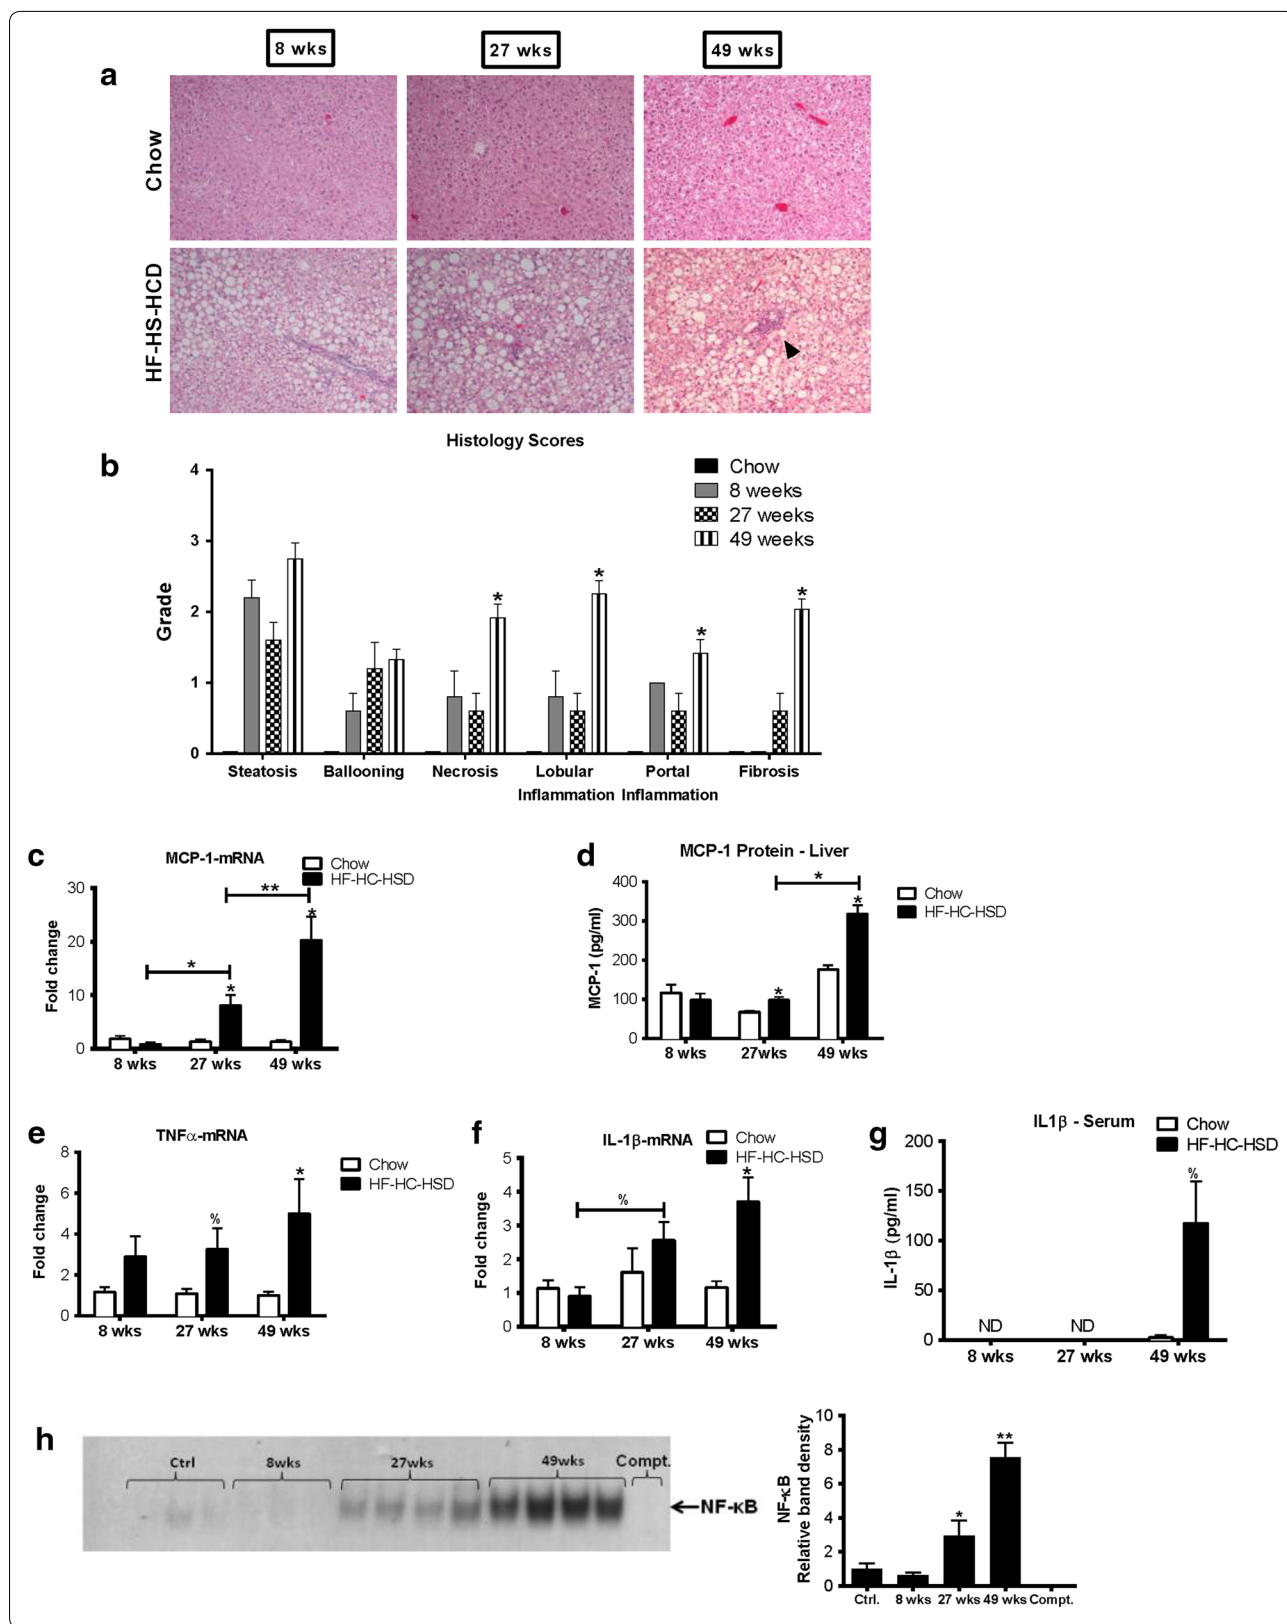 8 wks
27 wks
49 wks
a
Chow
HF-HS-HCD
Histology Scores
b
Chow
8 weeks
27 weeks
49 weeks
Grade
4
3
2
1
0
*
*
*
*
Steatosis
Ballooning
Necrosis
Lobular Inflammation
Portal Inflammation
Fibrosis
c
MCP-1-mRNA
Chow
HF-HC-HSD
Fold change
30
20
10
0
**
*
*
*
8 wks
27 wks
49 wks
d
MCP-1 Protein - Liver
Chow
HF-HC-HSD
MCP-1 (pg/ml)
400
300
200
100
0
*
*
*
8 wks
27wks
49 wks
e
TNFα-mRNA
Chow
HF-HC-HSD
Fold change
8
6
4
2
0
%
*
8 wks
27 wks
49 wks
f
IL-1β-mRNA
Chow
HF-HC-HSD
Fold change
5
4
3
2
1
0
%
*
8 wks
27 wks
49 wks
g
IL1β - Serum
Chow
HF-HC-HSD
IL-1β (pg/ml)
200
150
100
50
0
ND
ND
%
8 wks
27 wks
49 wks
h
Ctrl
8wks
27wks
49wks
Compt.
NF-κB
NF-κB
Relative band density
10
8
6
4
2
0
*
**
Ctrl.
8 wks
27 wks
49 wks
Compt.